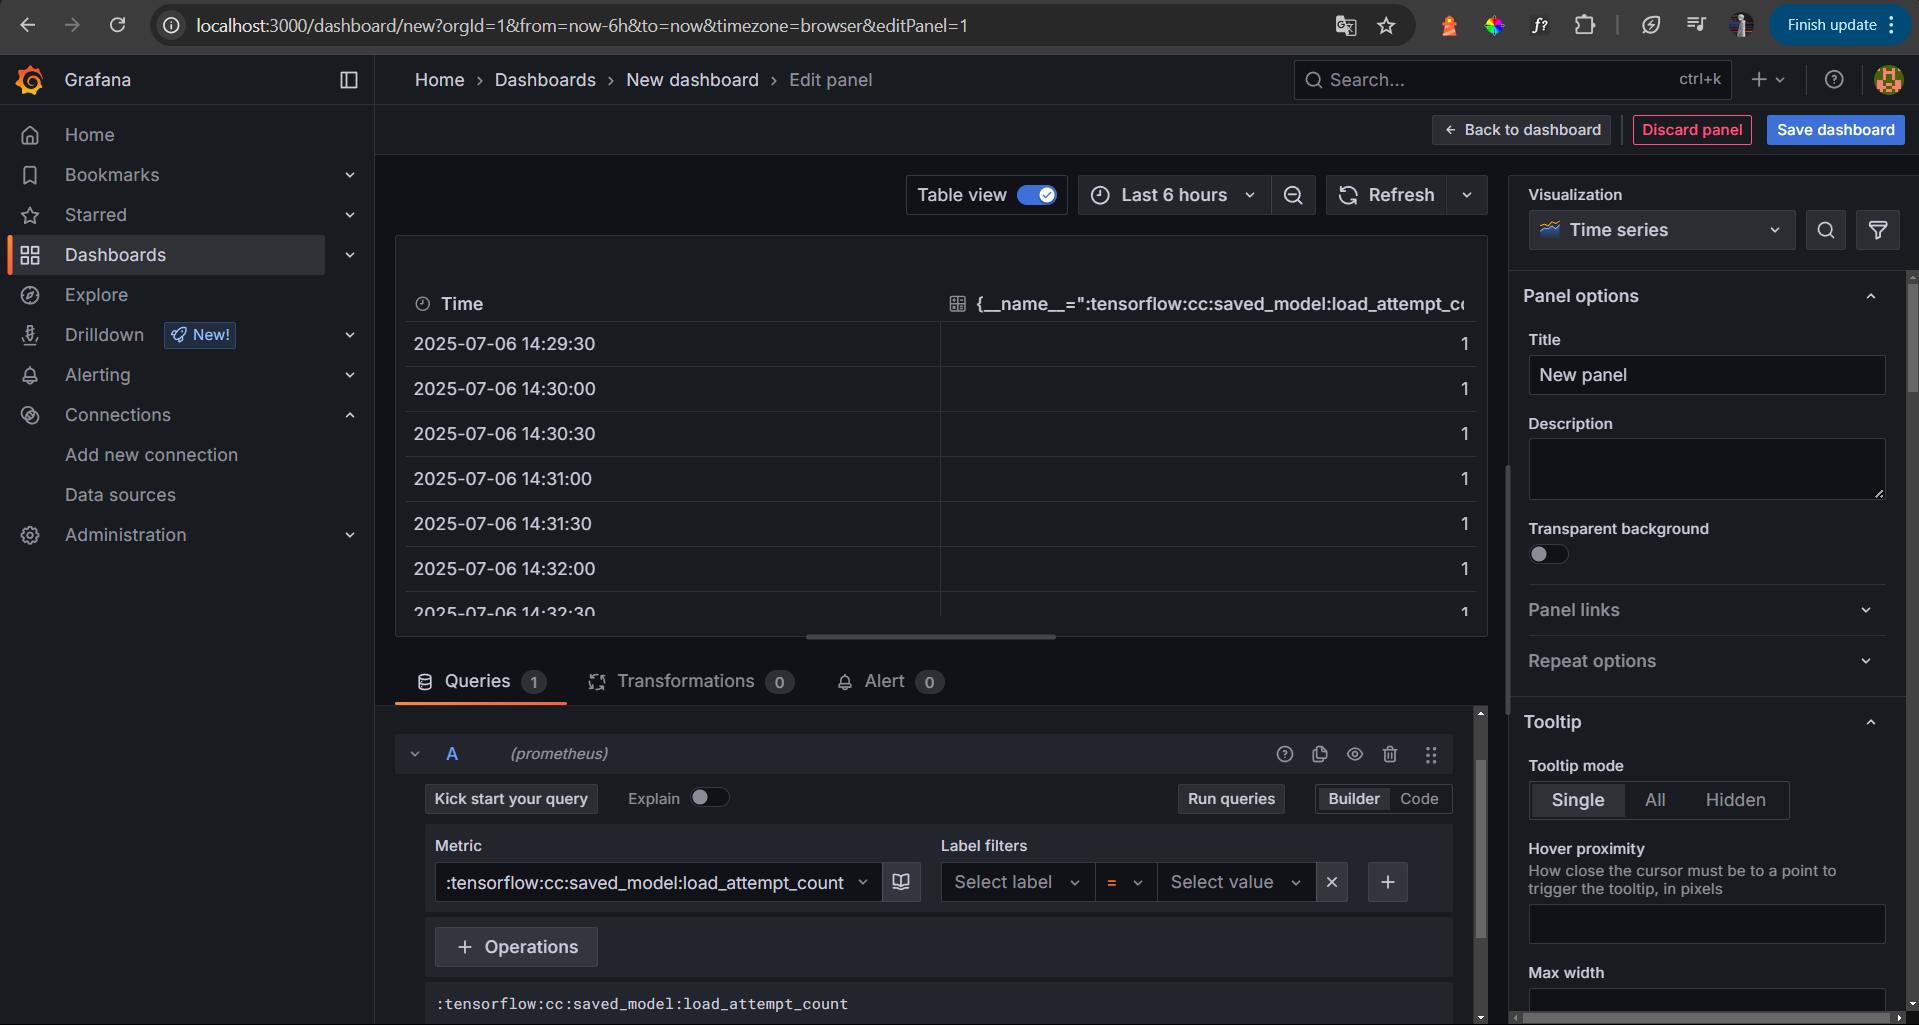 localhost:3000/dashboard/new?orgId=1&from=now-6h&to=now&timezone=browser&editPanel=1
f?
Finish update
Grafana
Home › Dashboards › New dashboard › Edit panel
Search...
ctrl+k
Back to dashboard
Discard panel
Save dashboard
Home
Bookmarks
Starred
Dashboards
Explore
Drilldown
New!
Alerting
Connections
Add new connection
Data sources
Administration
Table view
Last 6 hours
Refresh
Time
{__name__=":tensorflow:cc:saved_model:load_attempt_c
2025-07-06 14:29:30 1
2025-07-06 14:30:00 1
2025-07-06 14:30:30 1
2025-07-06 14:31:00 1
2025-07-06 14:31:30 1
2025-07-06 14:32:00 1
2025-07-06 14:32:30 1
Queries 1
Transformations 0
Alert 0
A
(prometheus)
Kick start your query
Explain
Run queries
Builder
Code
Metric
Label filters
:tensorflow:cc:saved_model:load_attempt_count
Select label
=
Select value
+ Operations
:tensorflow:cc:saved_model:load_attempt_count
Visualization
Time series
Panel options
Title
New panel
Description
Transparent background
Panel links
Repeat options
Tooltip
Tooltip mode
Single
All
Hidden
Hover proximity
How close the cursor must be to a point to
trigger the tooltip, in pixels
Max width